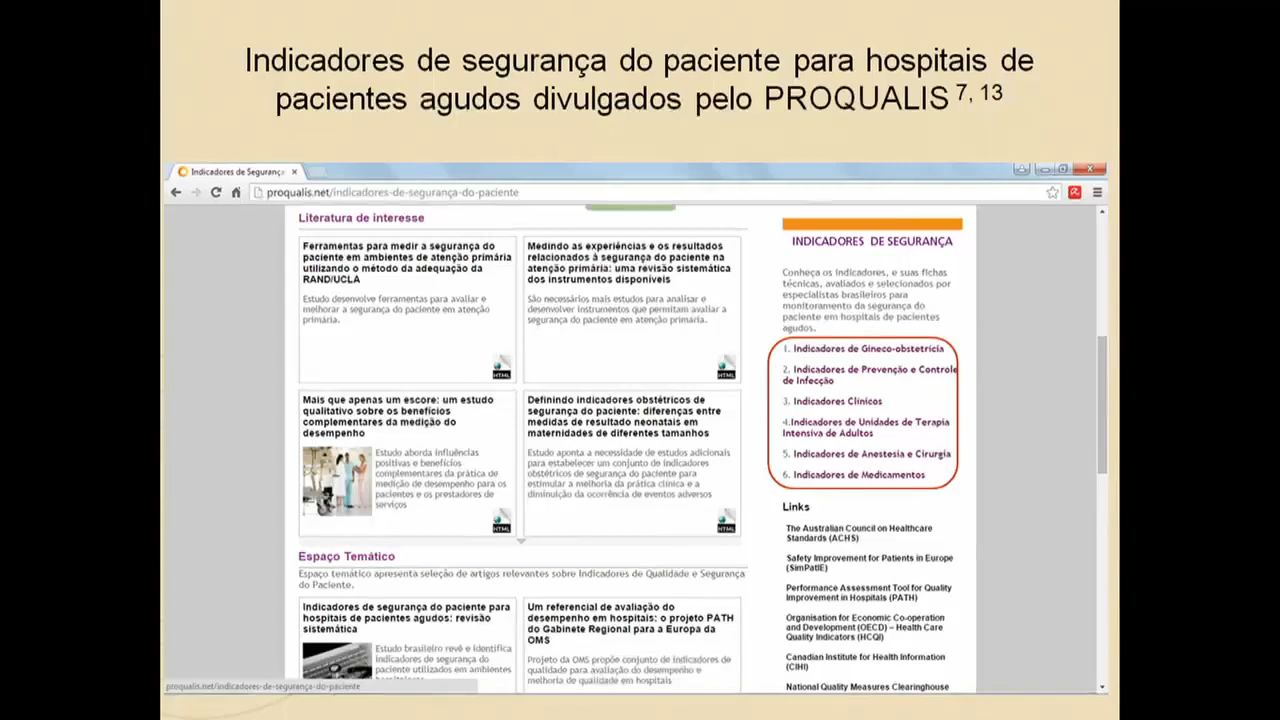 Indicadores de segurança do paciente para hospitais de
pacientes agudos divulgados pelo PROQUALIS 7, 13
Indicadores de Seguranç
proqualis.net/indicadores-de-segurança-do-paciente
Literatura de interesse
Ferramentas para medir a segurança do
paciente em ambientes de atenção primária
utilizando o método da adequação da
RAND/UCLA
Estudo desenvolve ferramentas para avaliar e
melhorar a segurança do paciente em atenção
primária.
HTML
Medindo as experiências e os resultados
relacionados à segurança do paciente na
atenção primária: uma revisão sistemática
dos instrumentos disponíveis
São necessários mais estudos para analisar e
desenvolver instrumentos que permitam avaliar a
segurança do paciente em atenção primária.
HTML
Mais que apenas um escore: um estudo
qualitativo sobre os benefícios
complementares da medição do
desempenho
Estudo aborda influências
positivas e benefícios
complementares da prática de
medição de desempenho para os
pacientes e os prestadores de
serviços
HTML
Definindo indicadores obstétricos de
segurança do paciente: diferenças entre
medidas de resultado neonatais em
maternidades de diferentes tamanhos
Estudo aponta a necessidade de estudos adicionais
para estabelecer um conjunto de indicadores
obstétricos de segurança do paciente para
estimular a melhoria da prática clínica e a
diminuição da ocorrência de eventos adversos
HTML
Espaço Temático
Espaço temático apresenta seleção de artigos relevantes sobre Indicadores de Qualidade e Segurança
do Paciente.
Indicadores de segurança do paciente para
hospitais de pacientes agudos: revisão
sistemática
Estudo brasileiro revê e identifica
indicadores de segurança do
paciente utilizados em ambientes
Um referencial de avaliação do
desempenho em hospitais: o projeto PATH
do Gabinete Regional para a Europa da
OMS
Projeto da OMS propõe conjunto de indicadores de
qualidade para avaliação do desempenho e
melhoria de qualidade em hospitais
INDICADORES DE SEGURANÇA
Conheça os indicadores, e suas fichas
técnicas, avaliados e selecionados por
especialistas brasileiros para
monitoramento da segurança do
paciente em hospitais de pacientes
agudos.
1. Indicadores de Gineco-obstetrícia
2. Indicadores de Prevenção e Controle
de Infecção
3. Indicadores Clínicos
4.Indicadores de Unidades de Terapia
Intensiva de Adultos
5. Indicadores de Anestesia e Cirurgia
6. Indicadores de Medicamentos
Links
The Australian Council on Healthcare
Standards (ACHS)
Safety Improvement for Patients in Europe
(SimPatIE)
Performance Assessment Tool for Quality
Improvement in Hospitals (PATH)
Organisation for Economic Co-operation
and Development (OECD) – Health Care
Quality Indicators (HCQI)
Canadian Institute for Health Information
(CIHI)
National Quality Measures Clearinghouse
proqualis.net/indicadores-de-segurança-do-paciente